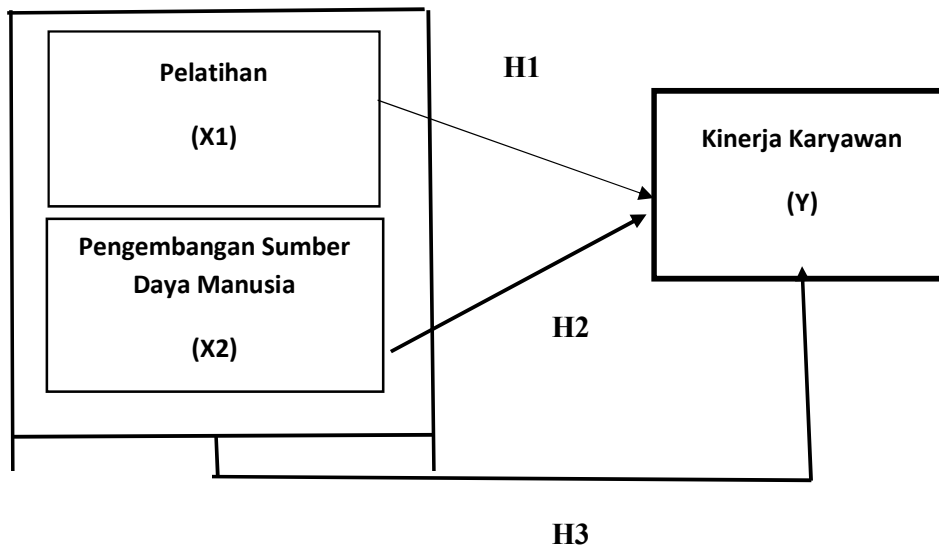 Pelatihan
(X1)
H1
Kinerja Karyawan
(Y)
Pengembangan Sumber
Daya Manusia
(X2)
H2
H3